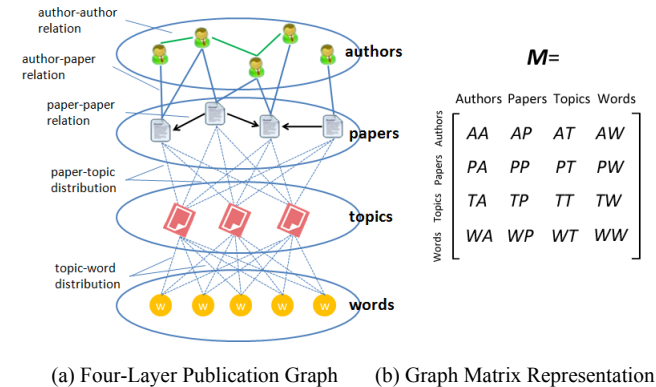 author-author
relation
authors
author-paper
relation
paper-paper
relation
papers
paper-topic
distribution
topics
topic-word
distribution
W W W W W
words
M=
Authors Papers Topics Words
Authors
AA AP AT AW
Papers
PA PP PT PW
Topics
TA TP TT TW
Words
WA WP WT WW
(a) Four-Layer Publication Graph (b) Graph Matrix Representation